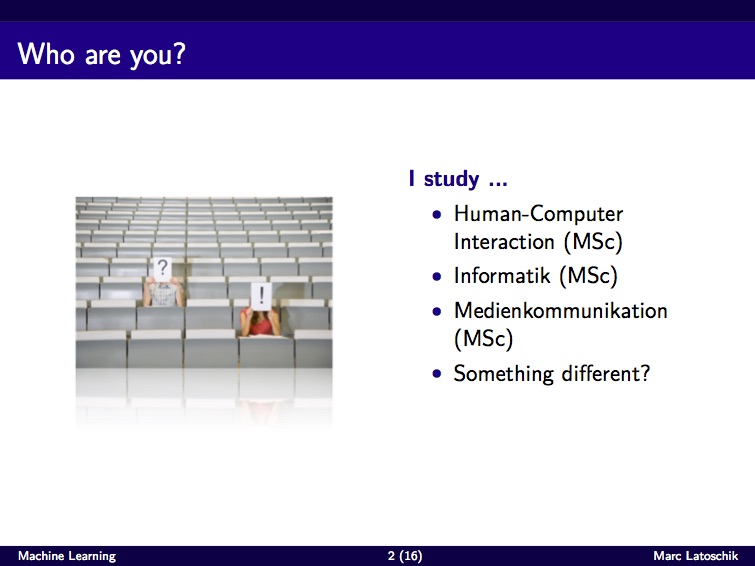 Who are you?
?
!
I study ...
• Human-Computer
Interaction (MSc)
• Informatik (MSc)
• Medienkommunikation
(MSc)
• Something different?
Machine Learning
2 (16)
Marc Latoschik